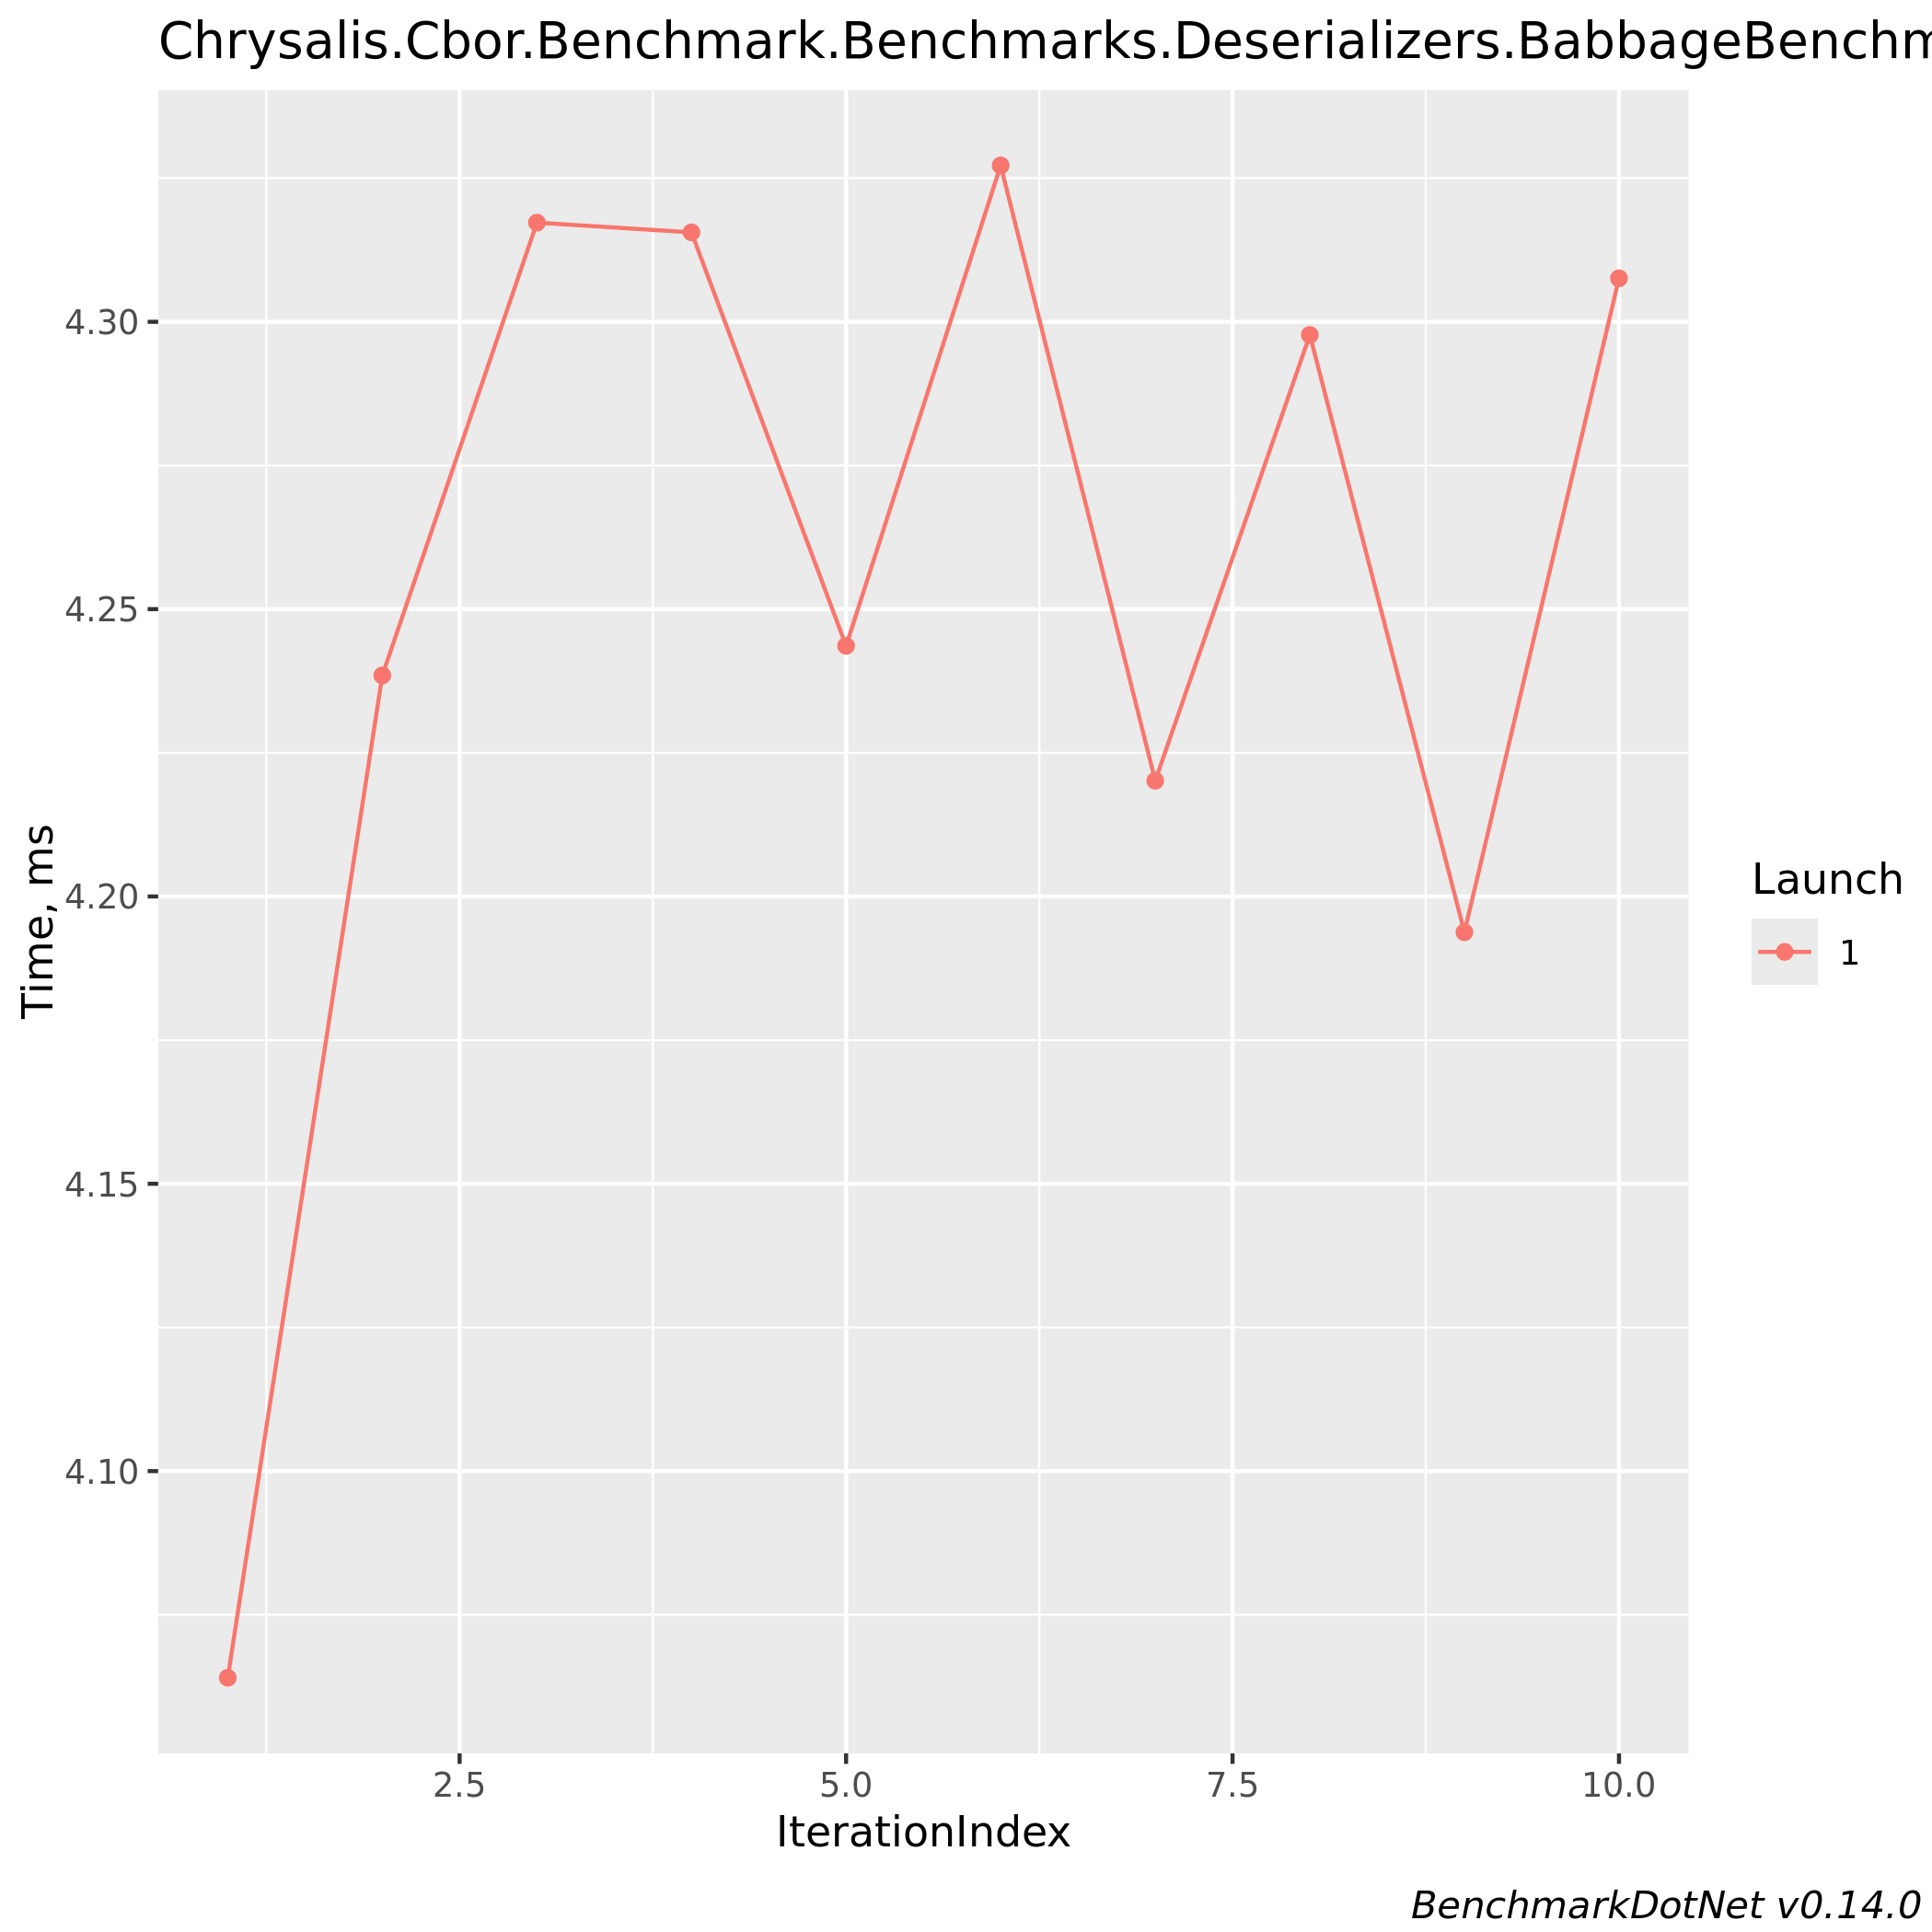 Chrysalis.Cbor.Benchmark.Benchmarks.Deserializers.BabbageBenchm
4.30
4.25
4.20
4.15
4.10
Time, ms
2.5 5.0 7.5 10.0
IterationIndex
Launch
1
BenchmarkDotNet v0.14.0